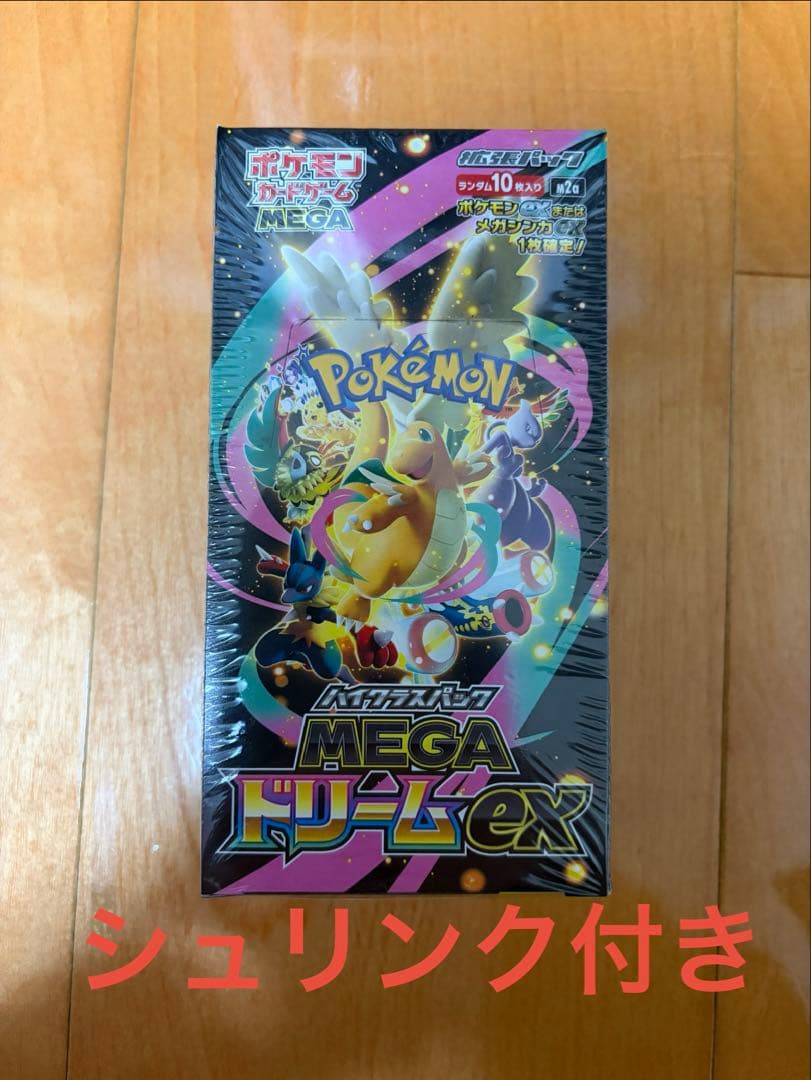 ポケモン
カードゲーム
MEGA
拡張パック
ランダム10枚入り M2a
ポケモンexまたは
メガシンカex
1枚確定!
POKéMON
TM
ハイクラスパック
MEGA
ドリームex
シュリンク付き